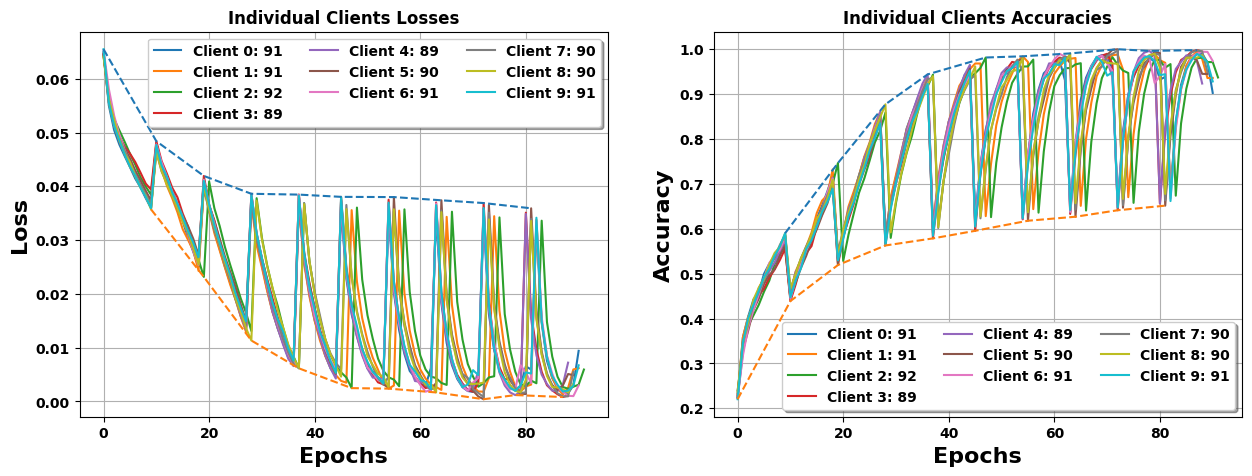 Individual Clients Losses
Loss
0.06
0.05
0.04
0.03
0.02
0.01
0.00
Client 0: 91 Client 4: 89 Client 7: 90
Client 1: 91 Client 5: 90 Client 8: 90
Client 2: 92 Client 6: 91 Client 9: 91
Client 3: 89
0 20 40 60 80
Epochs
Individual Clients Accuracies
Accuracy
1.0
0.9
0.8
0.7
0.6
0.5
0.4
0.3
0.2
Client 0: 91 Client 4: 89 Client 7: 90
Client 1: 91 Client 5: 90 Client 8: 90
Client 2: 92 Client 6: 91 Client 9: 91
Client 3: 89
0 20 40 60 80
Epochs